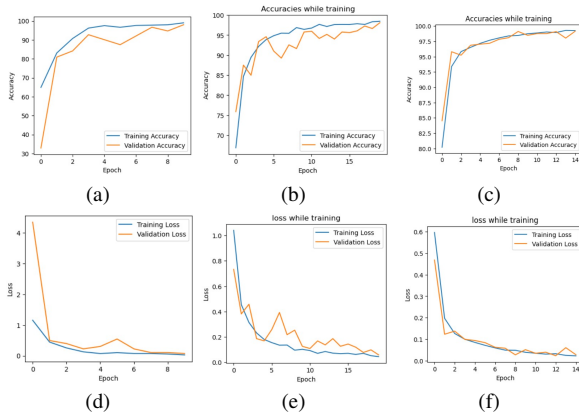 100
90
80
70
60
50
40
30
Accuracy
0 2 4 6 8
Epoch
Training Accuracy
Validation Accuracy
(a)
Accuracies while training
100
95
90
85
80
75
70
Accuracy
0 5 10 15
Epoch
Training Accuracy
Validation Accuracy
(b)
Accuracies while training
100.0
97.5
95.0
92.5
90.0
87.5
85.0
82.5
80.0
Accuracy
0 2 4 6 8 10 12 14
Epoch
Training Accuracy
Validation Accuracy
(c)
4
3
2
1
0
Loss
0 2 4 6 8
Epoch
Training Loss
Validation Loss
(d)
loss while training
1.0
0.8
0.6
0.4
0.2
0.0
Loss
0 5 10 15
Epoch
Training Loss
Validation Loss
(e)
loss while training
0.6
0.5
0.4
0.3
0.2
0.1
0.0
Loss
0 2 4 6 8 10 12 14
Epoch
Training Loss
Validation Loss
(f)